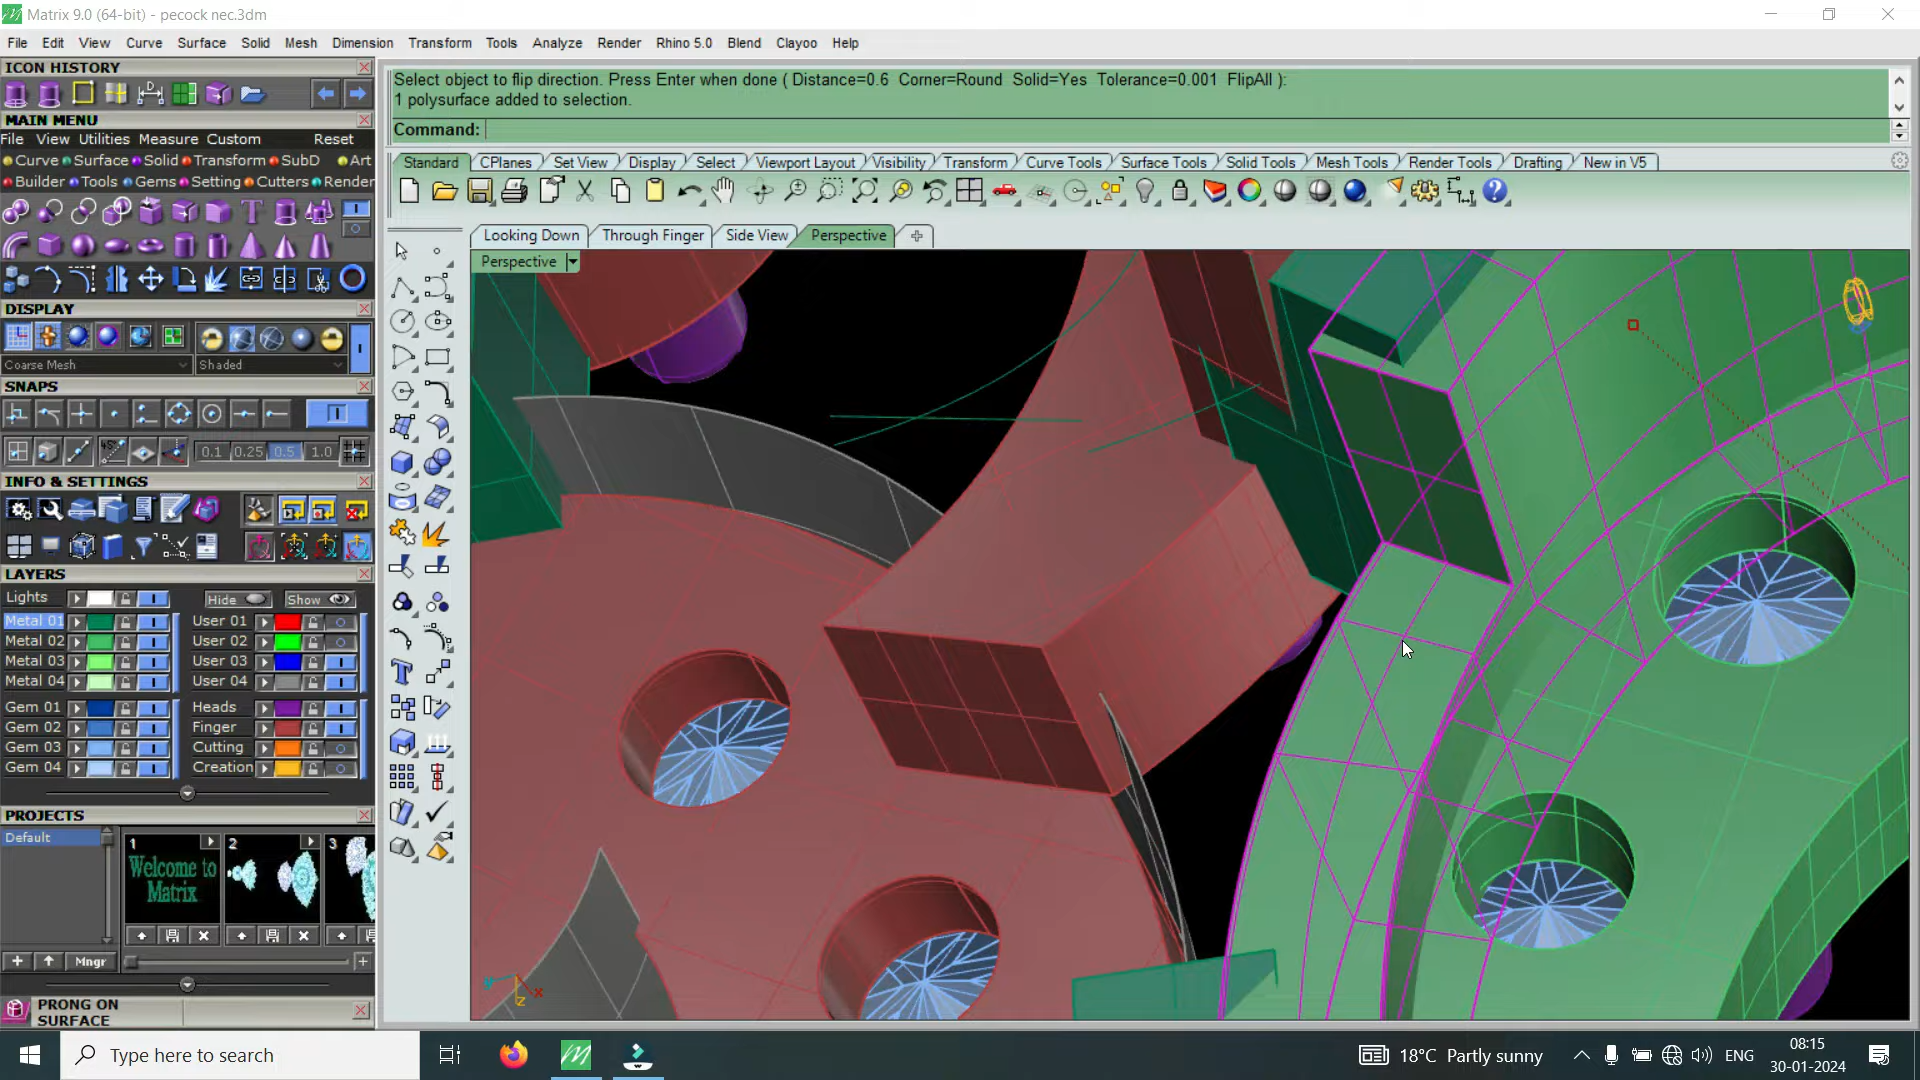 Matrix 9.0 (64-bit) - pecock nec.3dm
File Edit View Curve Surface Solid Mesh Dimension Transform Tools Analyze Render Rhino 5.0 Blend Clayoo Help
ICON HISTORY
MAIN MENU
File View Utilities Measure Custom Reset
Curve Surface Solid Transform SubD Art
Builder Tools Gems Setting Cutters Render
DISPLAY
Coarse Mesh Shaded
SNAPS
0.1 0.25 0.5 1.0
INFO & SETTINGS
LAYERS
Lights Hide Show
Metal 01 User 01
Metal 02 User 02
Metal 03 User 03
Metal 04 User 04
Gem 01 Heads
Gem 02 Finger
Gem 03 Cutting
Gem 04 Creation
PROJECTS
Default
1 2 3
Welcome to
Matrix
Mngr
PRONG ON
SURFACE
Select object to flip direction. Press Enter when done ( Distance=0.6 Corner=Round Solid=Yes Tolerance=0.001 FlipAll ):
1 polysurface added to selection.
Command:
Standard CPlanes Set View Display Select Viewport Layout Visibility Transform Curve Tools Surface Tools Solid Tools Mesh Tools Render Tools Drafting New in V5
Looking Down Through Finger Side View Perspective
Perspective
y x
z
Type here to search
18°C Partly sunny
ENG
08:15
30-01-2024